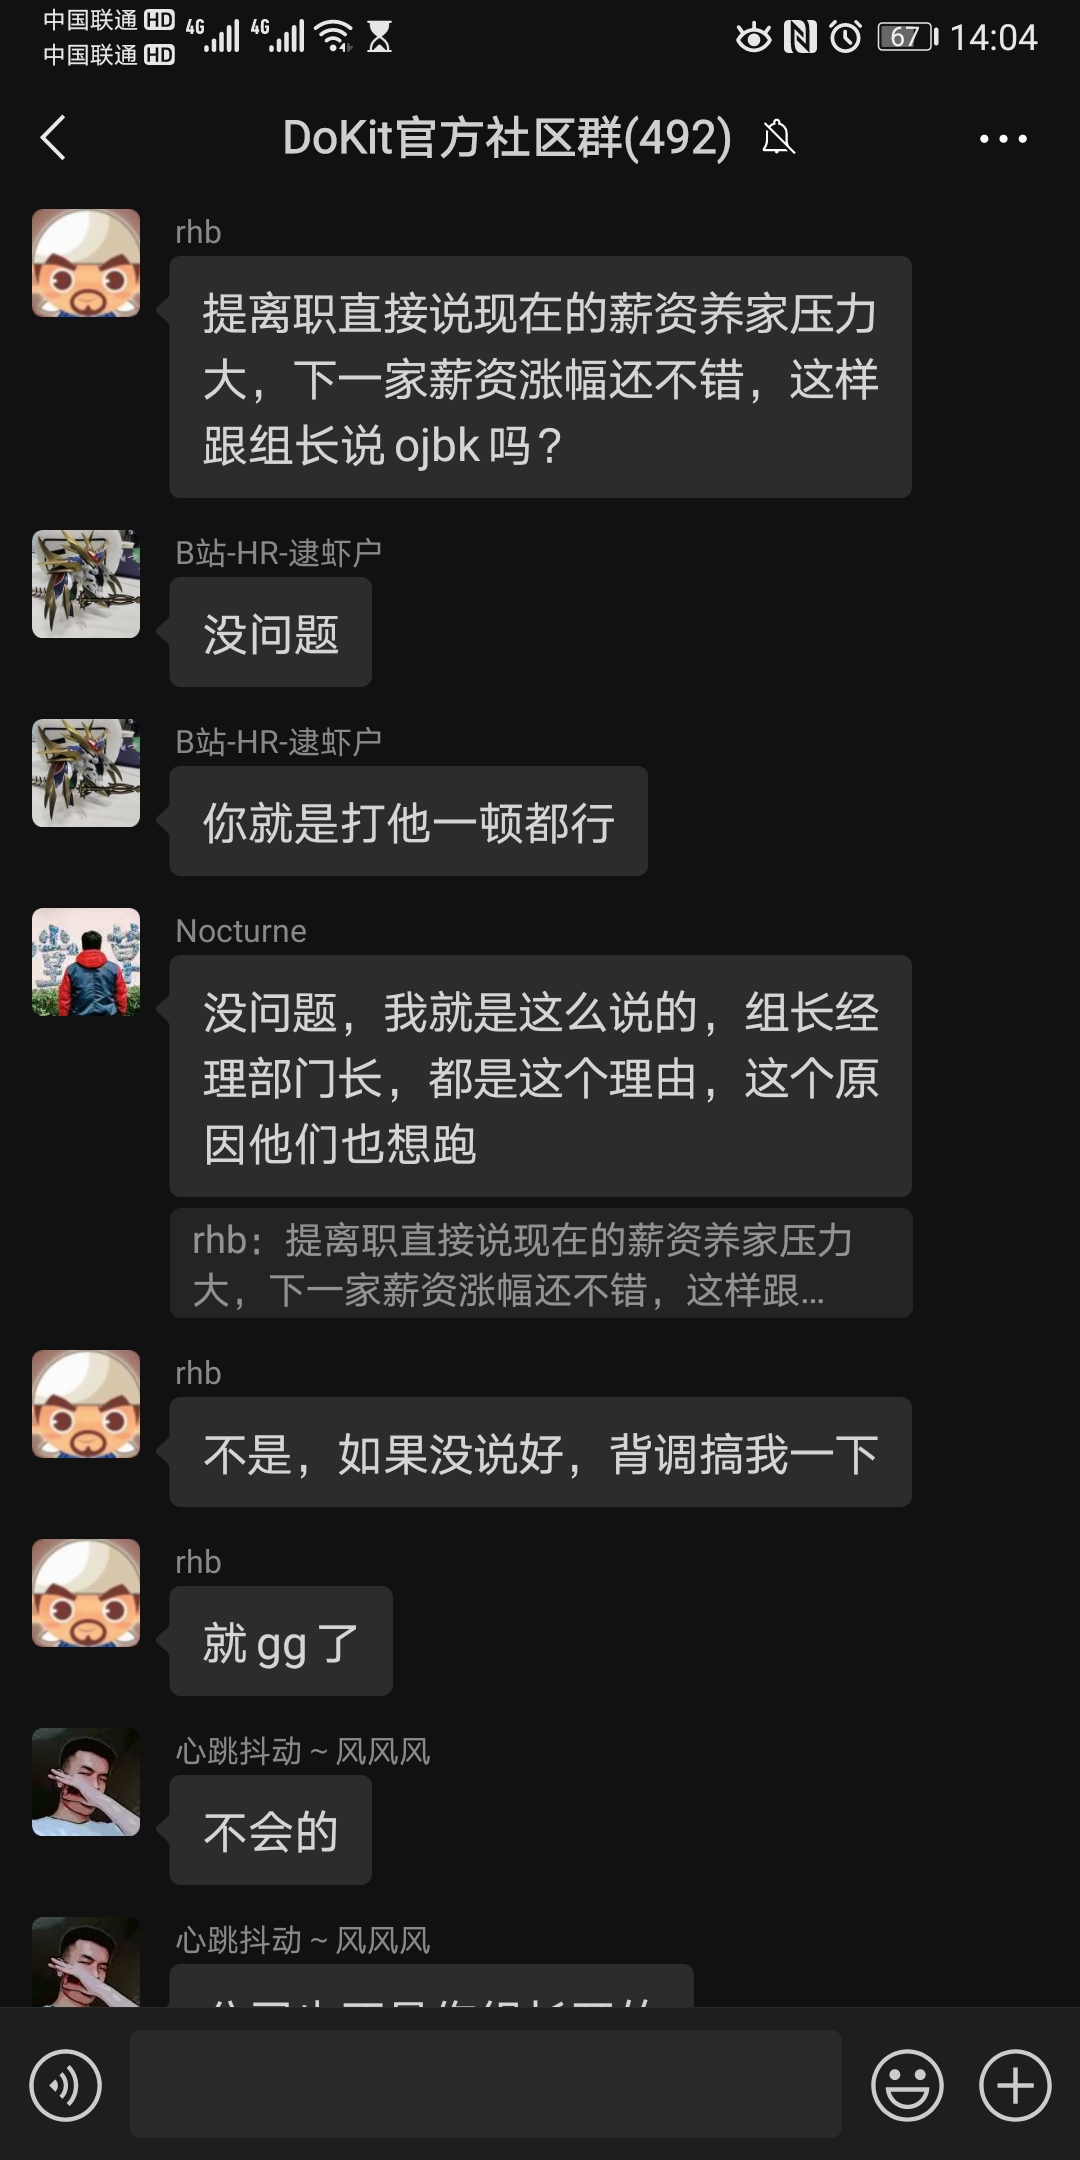 中国联通 HD
中国联通 HD
4G 4G
67 14:04
DoKit官方社区群(492)
rhb
提离职直接说现在的薪资养家压力
大，下一家薪资涨幅还不错，这样
跟组长说 ojbk 吗？
B站-HR-逮虾户
没问题
B站-HR-逮虾户
你就是打他一顿都行
Nocturne
没问题，我就是这么说的，组长经
理部门长，都是这个理由，这个原
因他们也想跑
rhb：提离职直接说现在的薪资养家压力
大，下一家薪资涨幅还不错，这样跟...
rhb
不是，如果没说好，背调搞我一下
rhb
就 gg 了
心跳抖动 ~ 风风风
不会的
心跳抖动 ~ 风风风